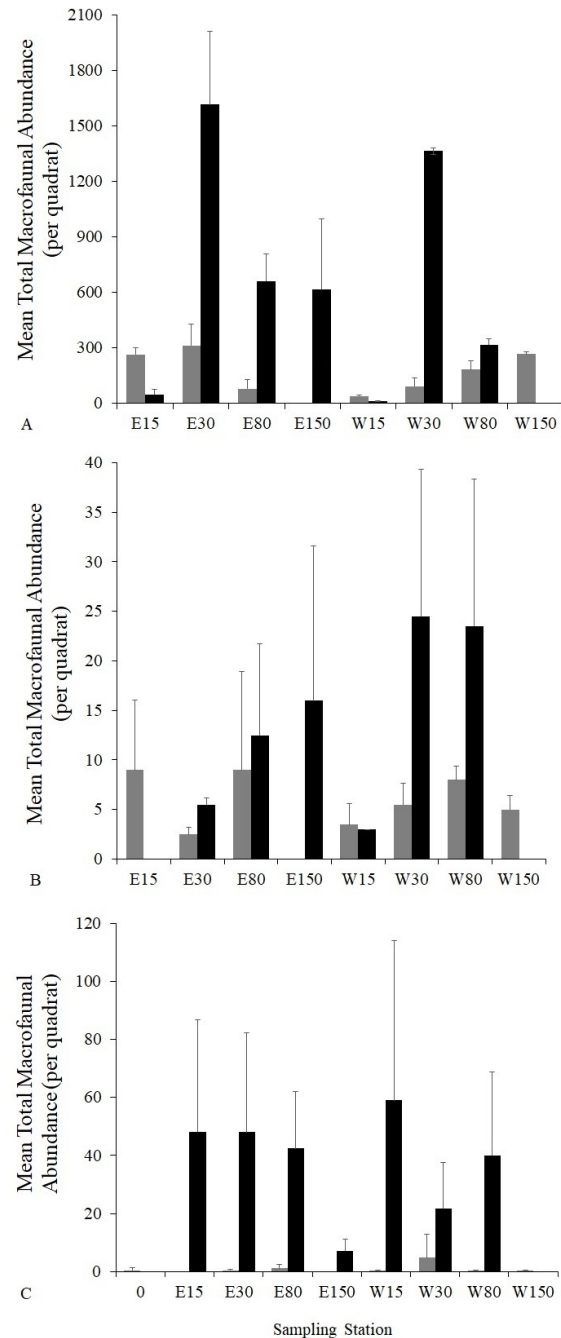 Mean Total Macrofaunal Abundance
(per quadrat)
2100
1800
1500
1200
900
600
300
0
E15 E30 E80 E150 W15 W30 W80 W150
A
Mean Total Macrofaunal Abundance
(per quadrat)
40
35
30
25
20
15
10
5
0
E15 E30 E80 E150 W15 W30 W80 W150
B
Mean Total Macrofaunal
Abundance (per quadrat)
120
100
80
60
40
20
0
0 E15 E30 E80 E150 W15 W30 W80 W150
C
Sampling Station